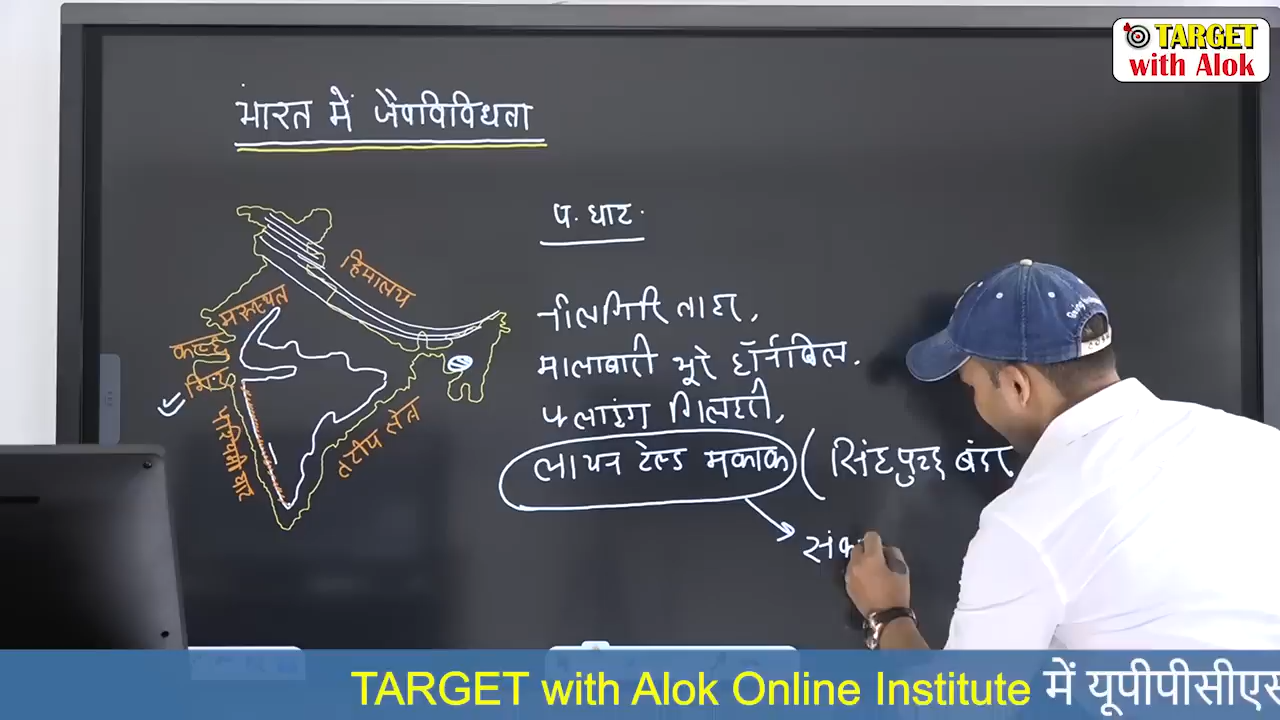 TARGET
with Alok
भारत में जैवविविधता
प. घाट.
हिमालय
मरुस्थल
कच्छ
गिर
पश्चिमी घाट
तटीय क्षेत्र
नीलगिरि ताहर,
मालाबारी भूरे हॉर्नबिल.
फ्लाइंग गिलहरी,
लायन टेल्ड मकाक (सिंहपुच्छ बंदर
संक
TARGET with Alok Online Institute में यूपीपीसीएस